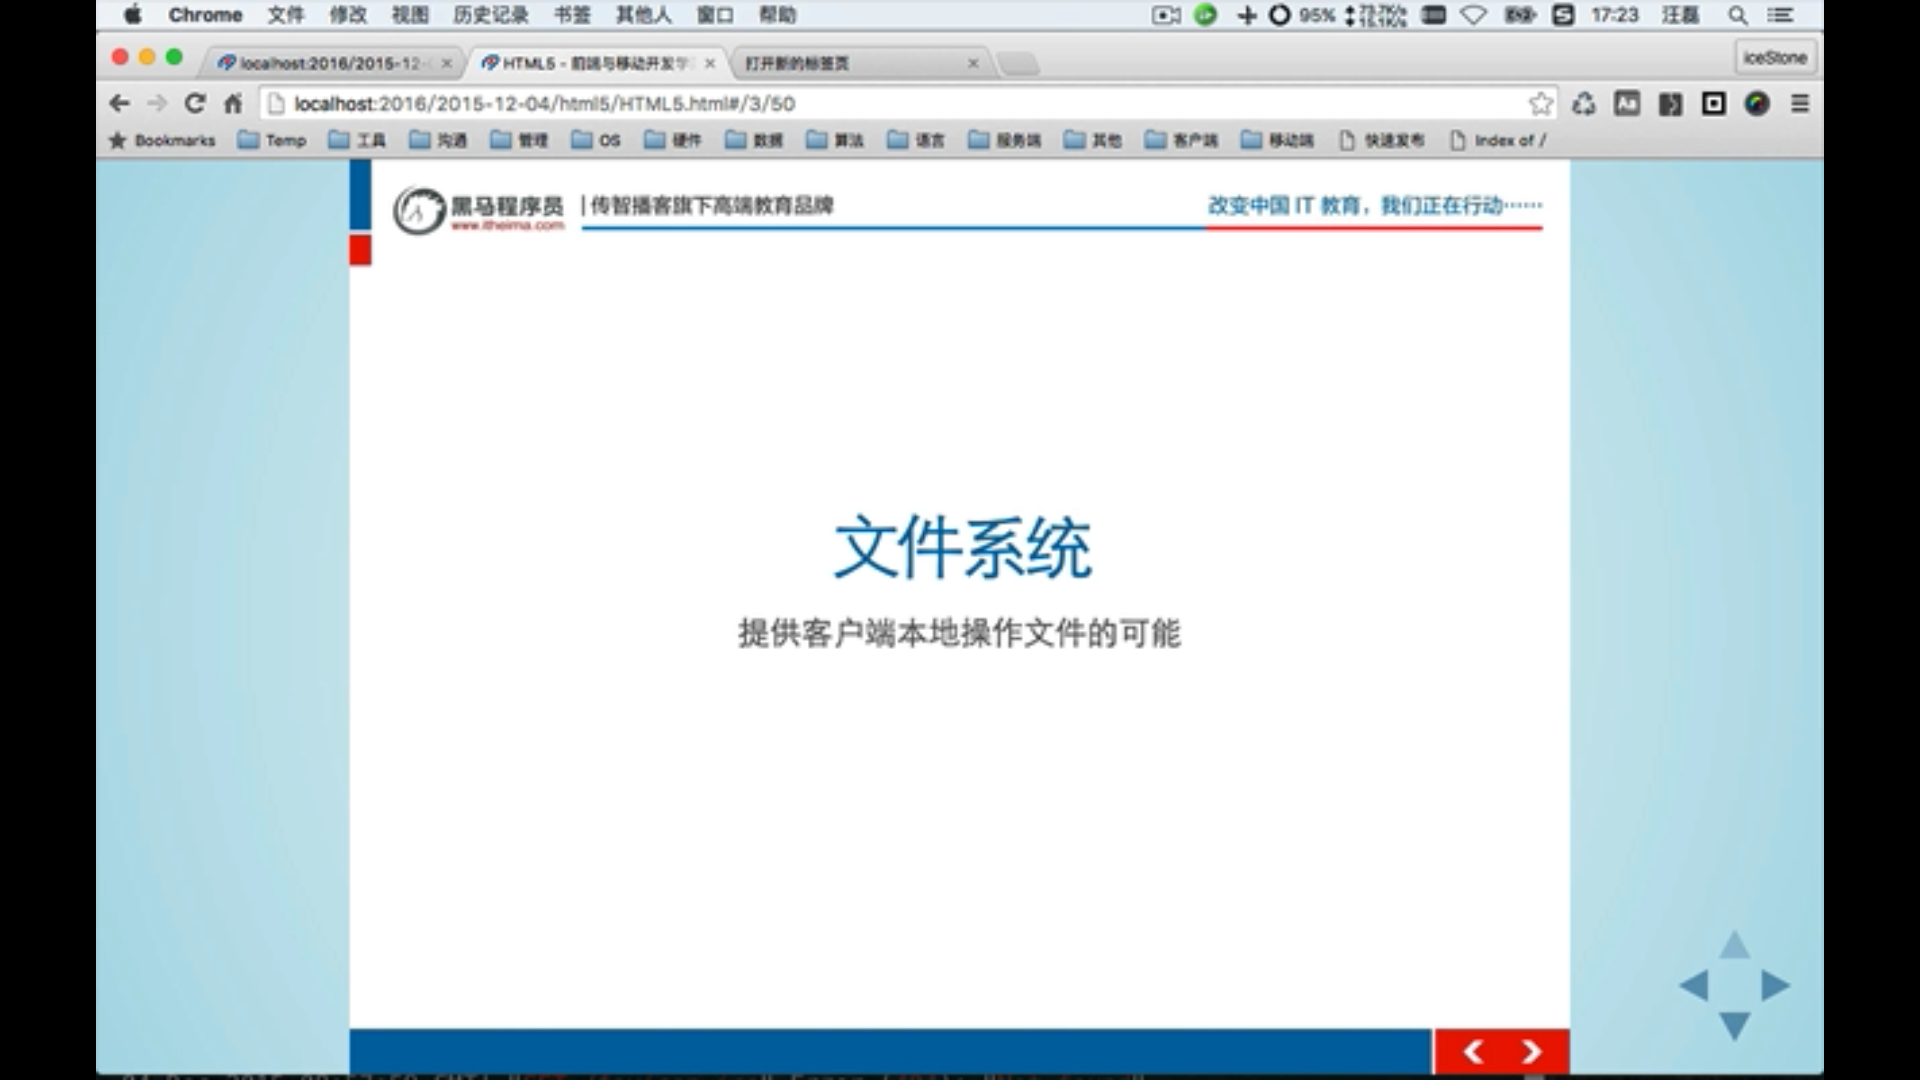 Chrome 文件 修改 视图 历史记录 书签 其他人 窗口 帮助 95% 17:23 汪磊
localhost:2016/2015-12- HTML5 - 前端与移动开发学 打开新的标签页 iceStone
localhost:2016/2015-12-04/html5/HTML5.html#/3/50
Bookmarks Temp 工具 沟通 管理 OS 硬件 数据 算法 语言 服务端 其他 客户端 移动端 快速发布 Index of /
黑马程序员 | 传智播客旗下高端教育品牌 改变中国 IT 教育，我们正在行动……
www.itheima.com
文件系统
提供客户端本地操作文件的可能